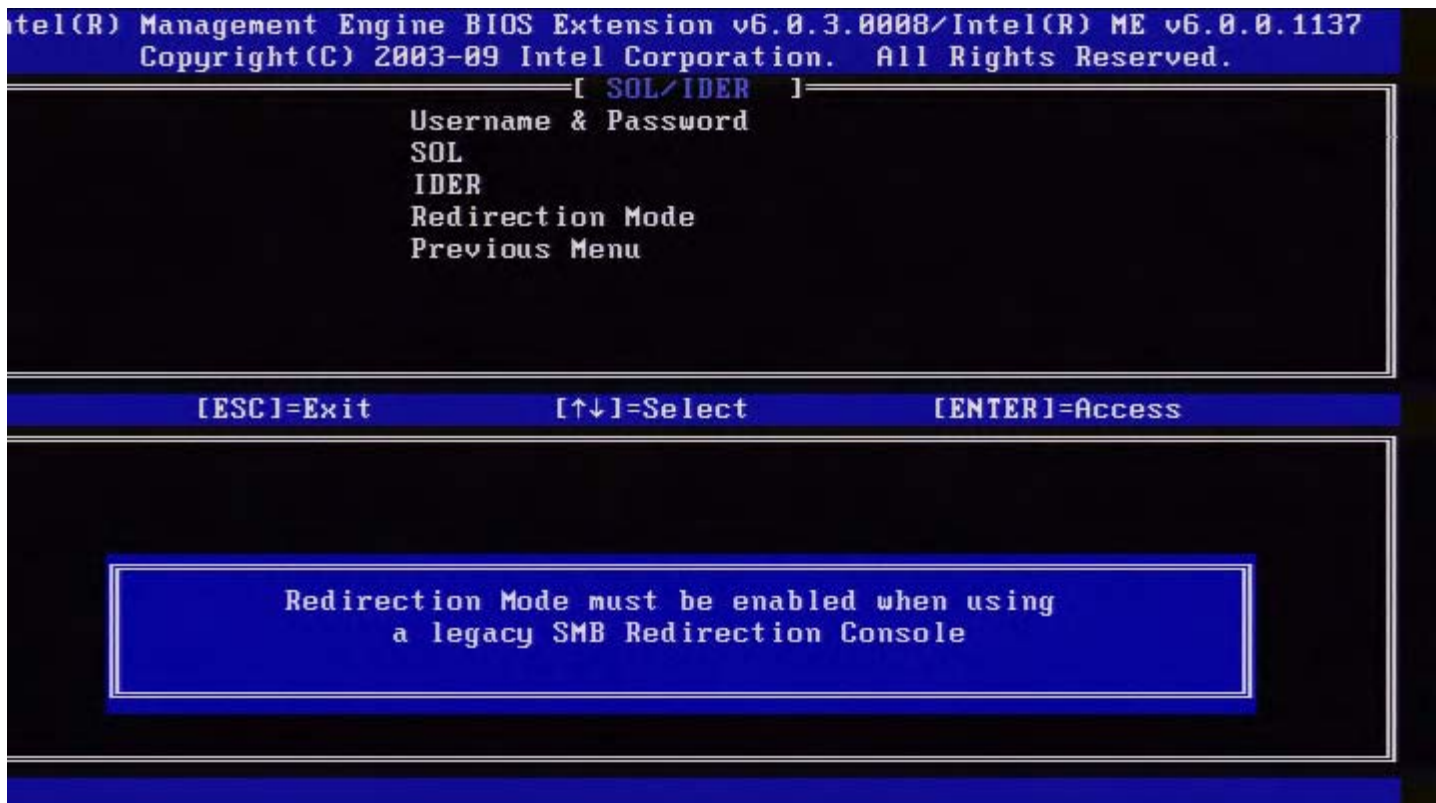 tel(R) Management Engine BIOS Extension v6.0.3.0008/Intel(R) ME v6.0.0.1137
Copyright(C) 2003-09 Intel Corporation. All Rights Reserved.
[ SOL/IDER ]
Username & Password
SOL
IDER
Redirection Mode
Previous Menu
[ESC]=Exit [↑↓]=Select [ENTER]=Access
Redirection Mode must be enabled when using
a legacy SMB Redirection Console